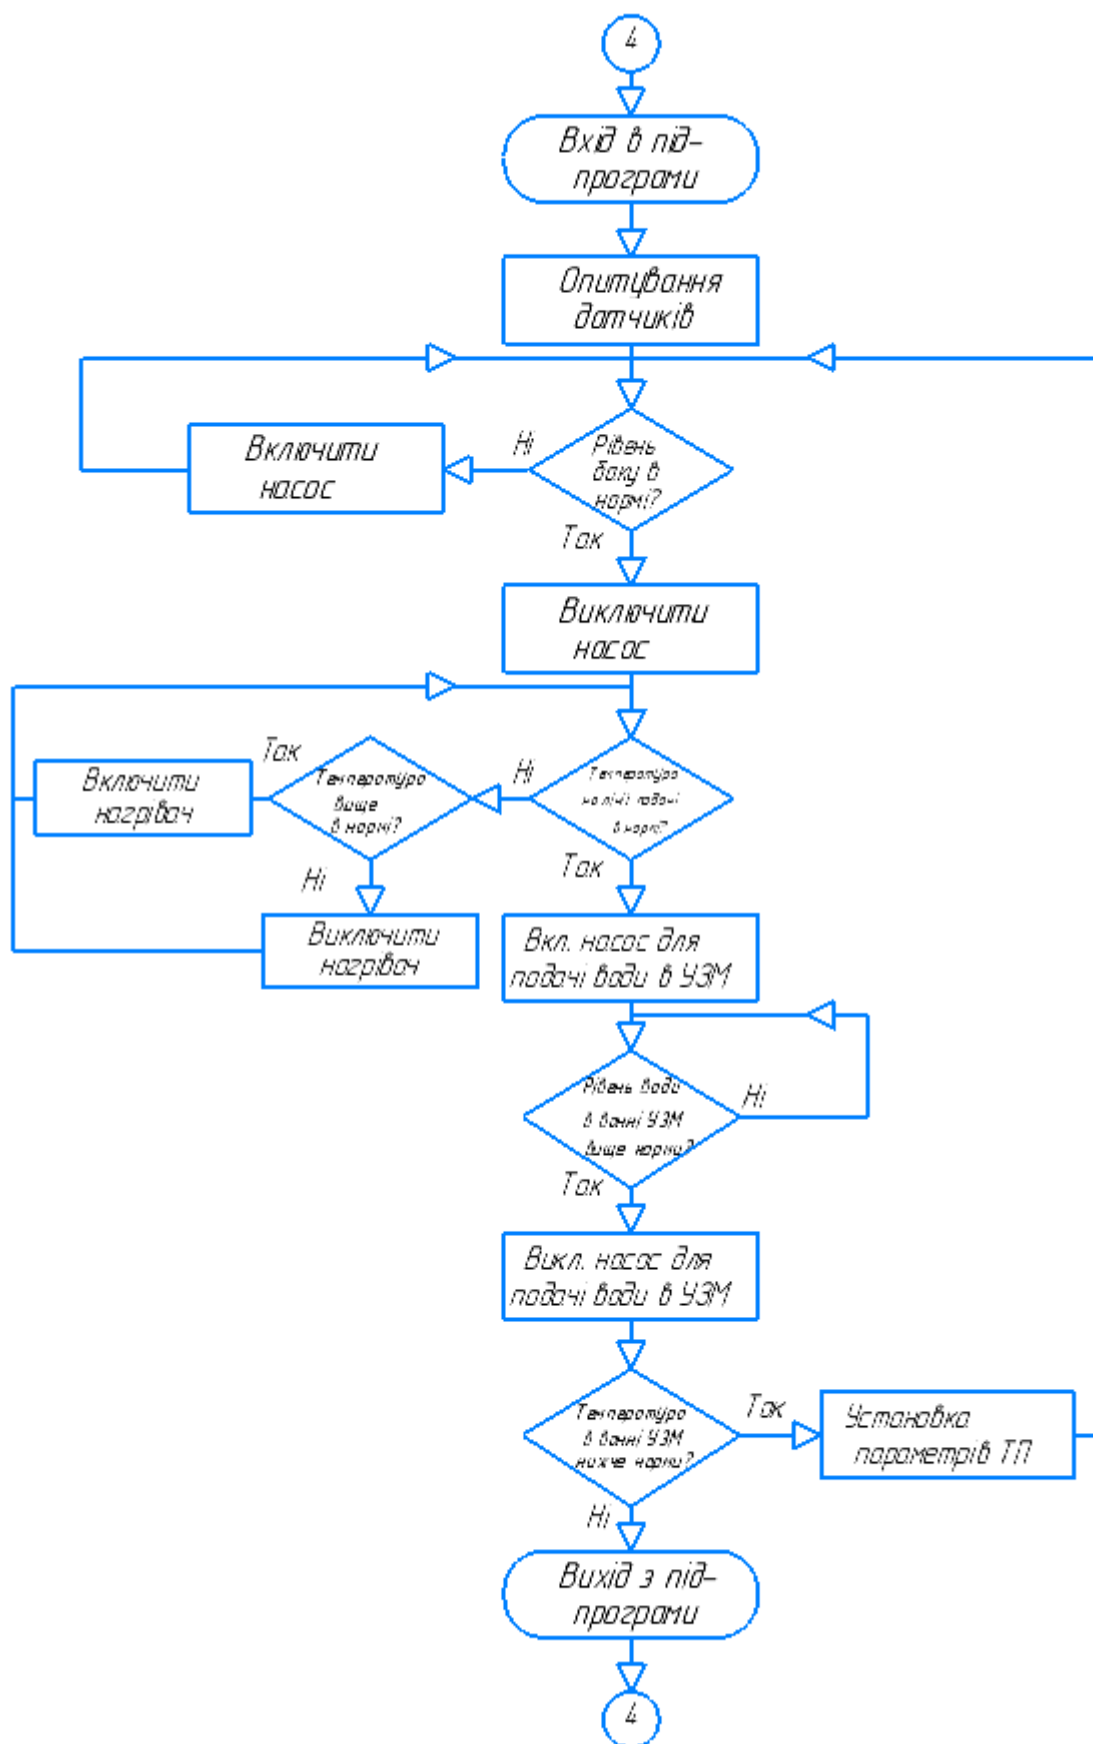 4
Вхід в під-
програми
Опитування
датчиків
Ні
Рівень
баку в
нормі?
Включити
насос
Так
Виключити
насос
Так
Включити
нагрівач
Температура
вище
в нормі?
Ні
Температура
на лінії подачі
в нормі?
Ні
Так
Виключити
нагрівач
Вкл. насос для
подачі води в УЗМ
Рівень води
в ванні УЗМ
вище норми?
Ні
Так
Викл. насос для
подачі води в УЗМ
Температура
в ванні УЗМ
нижче норми?
Так
Установка
параметрів ТП
Ні
Вихід з під-
програми
4